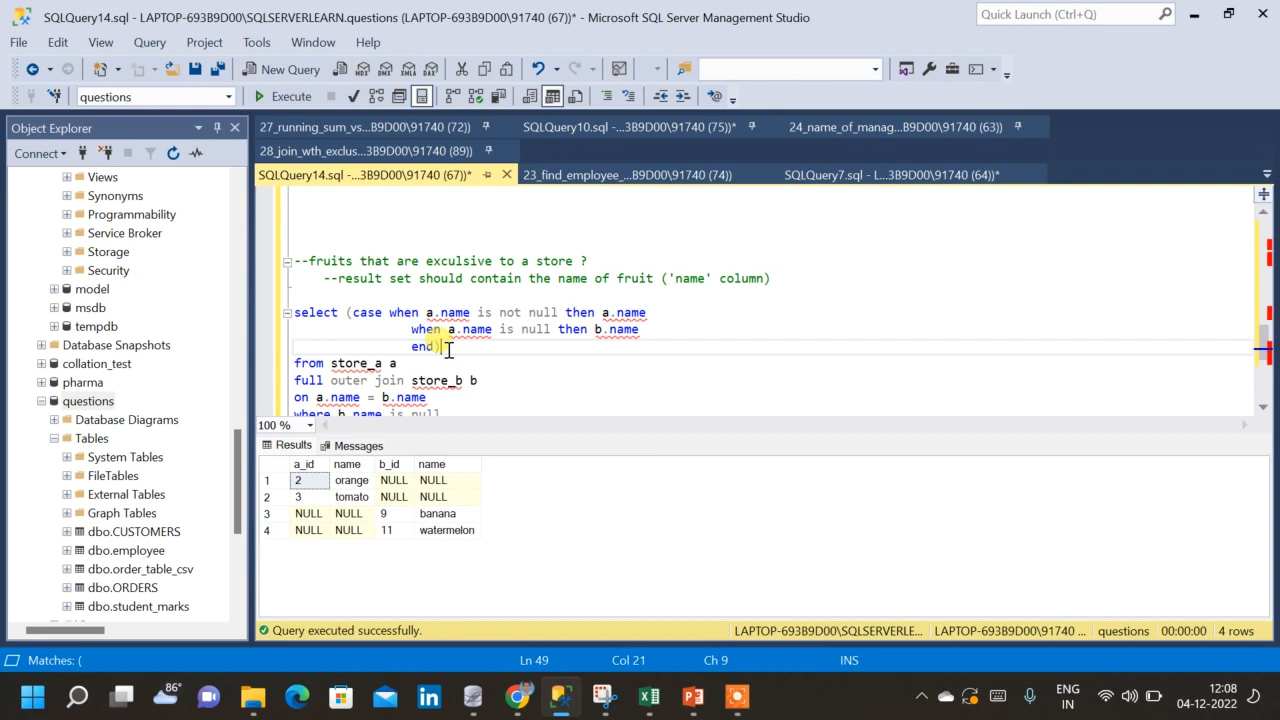 SQLQuery14.sql - LAPTOP-693B9D00\SQLSERVERLEARN.questions (LAPTOP-693B9D00\91740 (67))* - Microsoft SQL Server Management Studio
Quick Launch (Ctrl+Q)
File Edit View Query Project Tools Window Help
New Query MDX DMX XMLA DAX
questions Execute
Object Explorer
27_running_sum_vs...B9D00\91740 (72)) SQLQuery10.sql -...3B9D00\91740 (75))* 24_name_of_manag...B9D00\91740 (63))
Connect 28_join_wth_exclus...3B9D00\91740 (89))
SQLQuery14.sql -...3B9D00\91740 (67))* 23_find_employee_...B9D00\91740 (74)) SQLQuery7.sql - L...9D00\91740 (64))*
Views
Synonyms
Programmability
Service Broker
Storage
Security
model
msdb
tempdb
Database Snapshots
collation_test
pharma
questions
Database Diagrams
Tables
System Tables
FileTables
External Tables
Graph Tables
dbo.CUSTOMERS
dbo.employee
dbo.order_table_csv
dbo.ORDERS
dbo.student_marks
--fruits that are exculsive to a store ?
--result set should contain the name of fruit ('name' column)
select (case when a.name is not null then a.name
when a.name is null then b.name
end)
from store_a a
full outer join store_b b
on a.name = b.name
where b.name is null
100 %
Results Messages
a_id name b_id name
1 2 orange NULL NULL
2 3 tomato NULL NULL
3 NULL NULL 9 banana
4 NULL NULL 11 watermelon
Query executed successfully. LAPTOP-693B9D00\SQLSERVERLE... LAPTOP-693B9D00\91740 ... questions 00:00:00 4 rows
Matches: ( Ln 49 Col 21 Ch 9 INS
86° ENG IN 12:08 04-12-2022